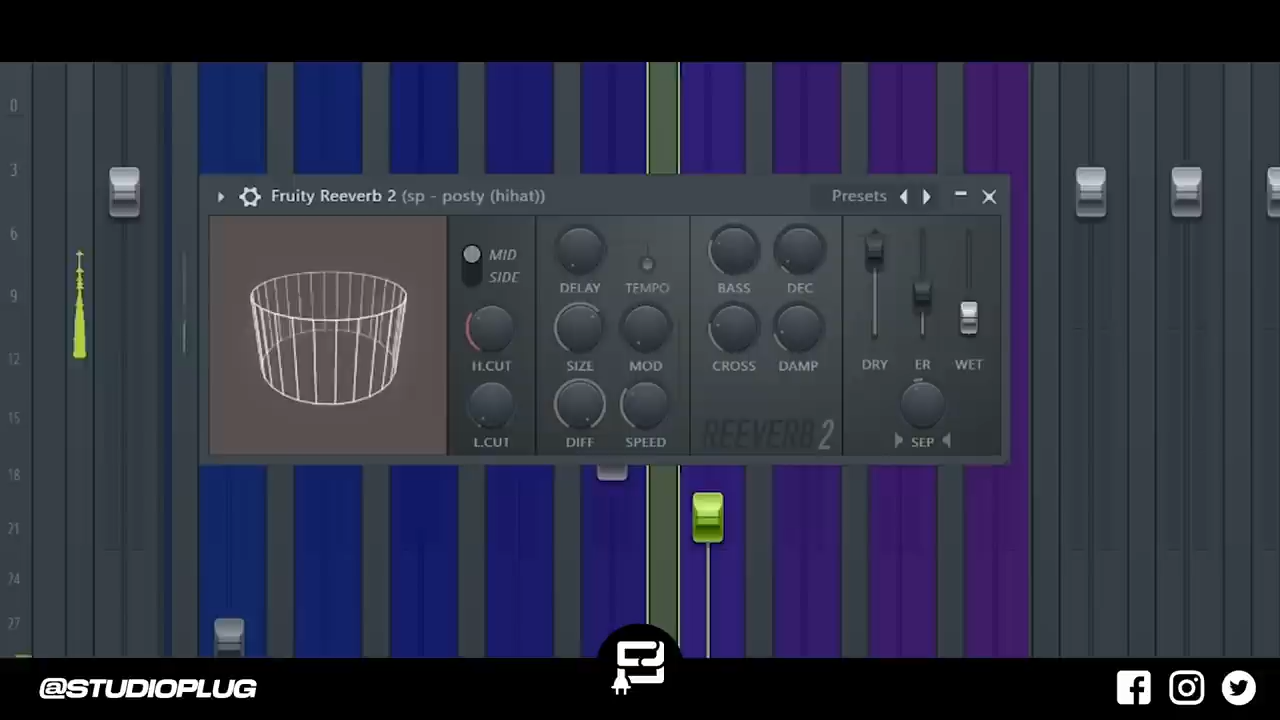 0
3
6
9
12
15
18
21
24
27
Fruity Reeverb 2 (sp - posty (hihat))
Presets
MID
SIDE
H.CUT
L.CUT
DELAY
TEMPO
SIZE
MOD
DIFF
SPEED
BASS
DEC
CROSS
DAMP
REEVERB 2
DRY
ER
WET
SEP
@STUDIOPLUG